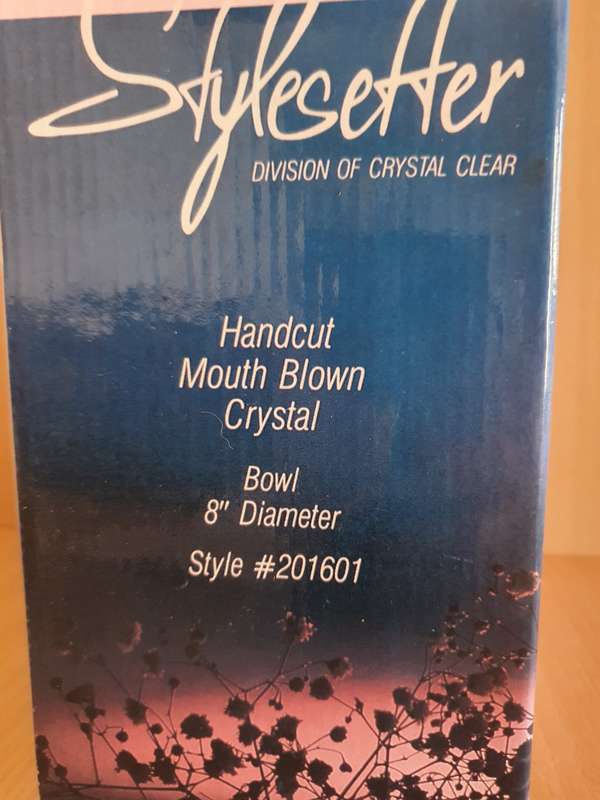 Stylesetter
DIVISION OF CRYSTAL CLEAR
Handcut
Mouth Blown
Crystal
Bowl
8" Diameter
Style #201601